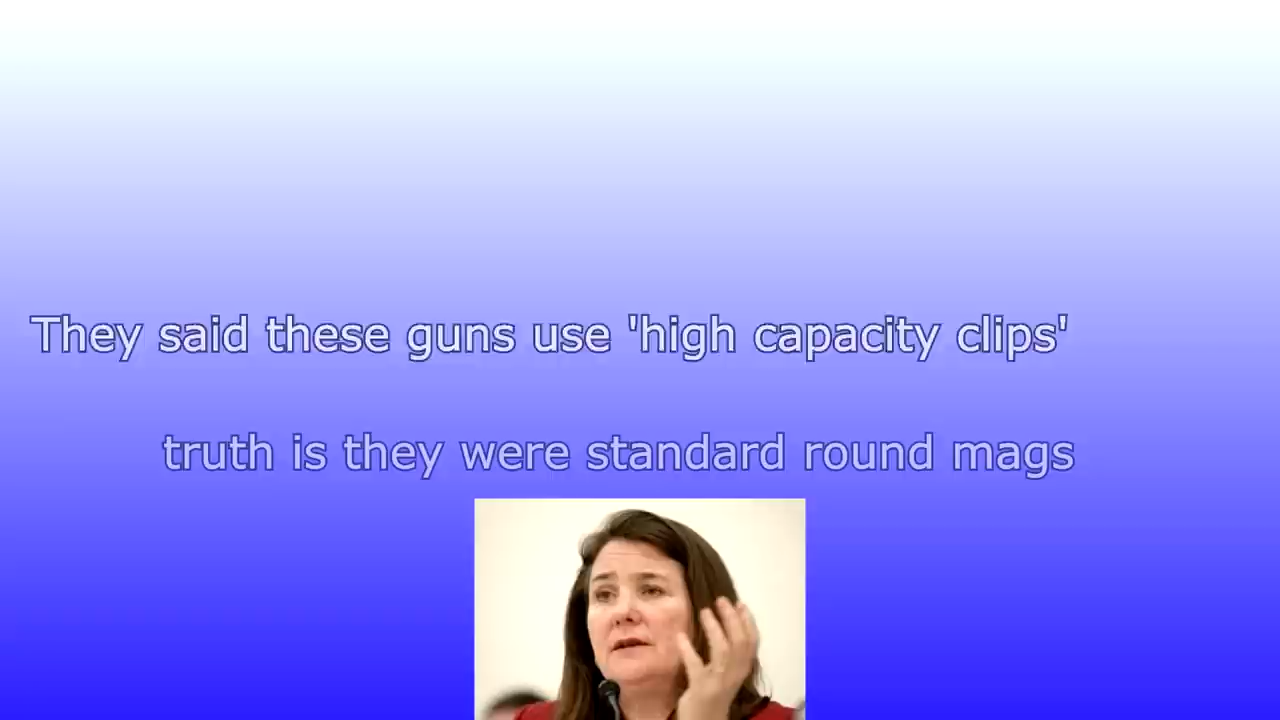 They said these guns use 'high capacity clips'
truth is they were standard round mags